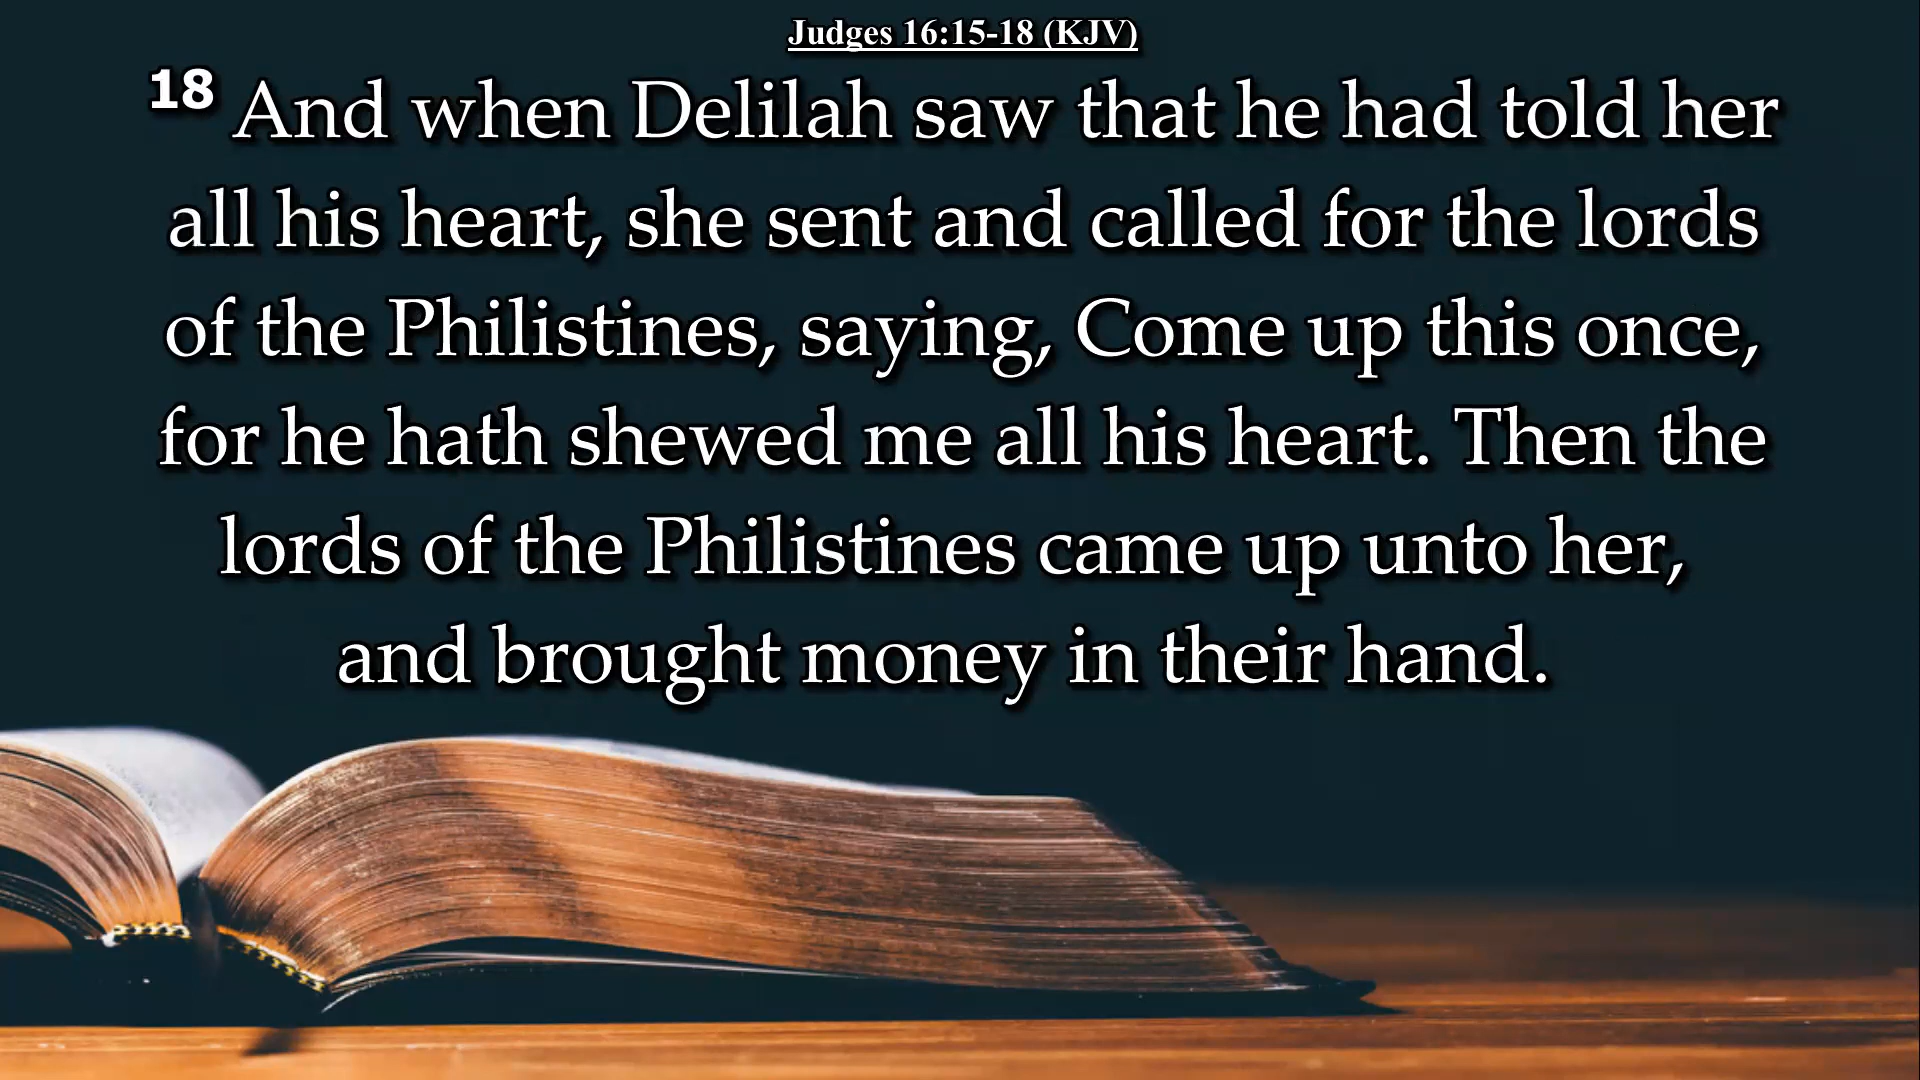 Judges 16:15-18 (KJV)
18 And when Delilah saw that he had told her
all his heart, she sent and called for the lords
of the Philistines, saying, Come up this once,
for he hath shewed me all his heart. Then the
lords of the Philistines came up unto her,
and brought money in their hand.